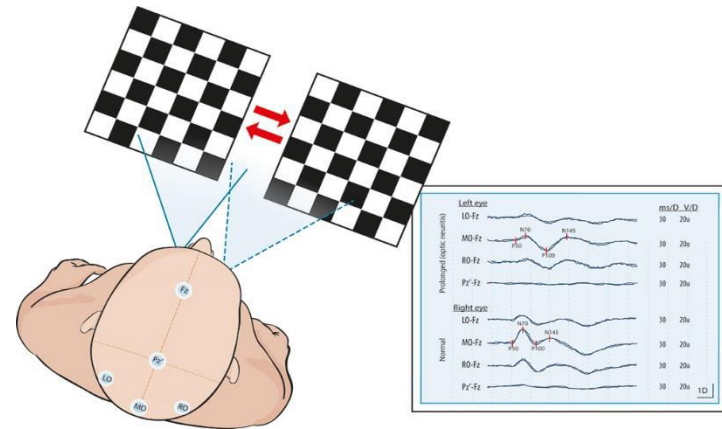 Fz
Pz'
LO
MO
RO
Prolonged (optic neuritis)
Left eye ms/D V/D
LO-Fz 30 20u
N70 N145
MO-Fz 30 20u
P50 P100
RO-Fz 30 20u
Pz'-Fz 30 20u
Normal
Right eye
LO-Fz 30 20u
N70
N145
MO-Fz 30 20u
P50 P100
RO-Fz 30 20u
Pz'-Fz 30 20u
1D